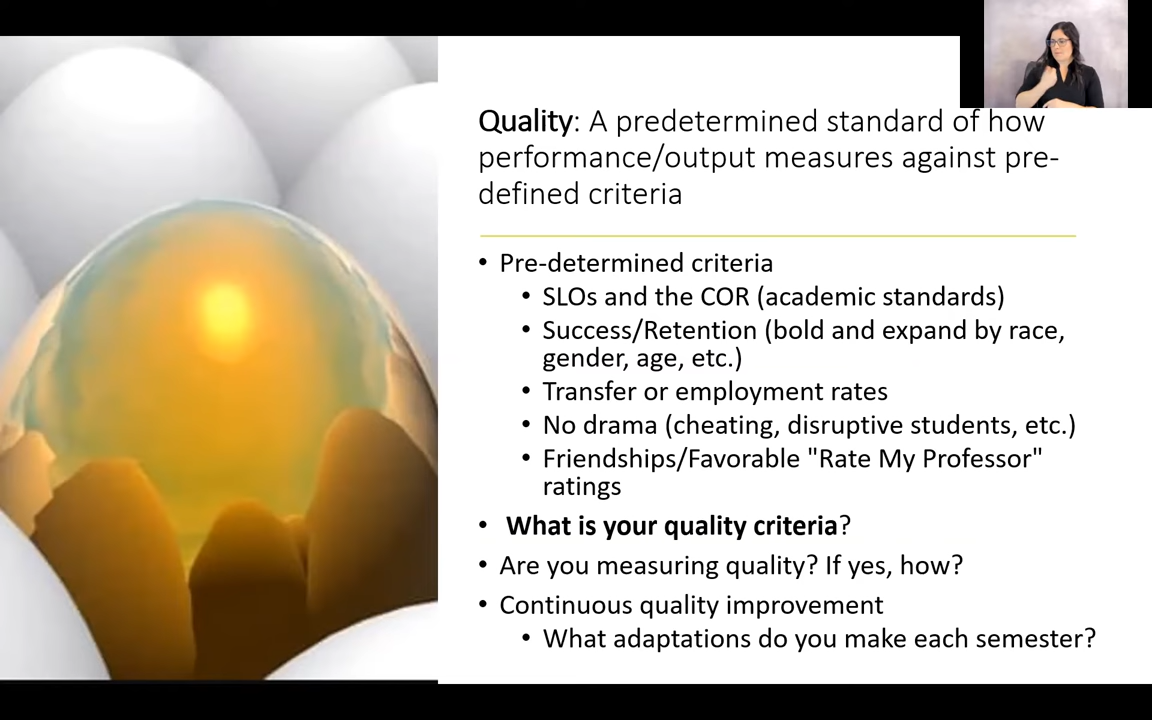 Quality: A predetermined standard of how
performance/output measures against pre-
defined criteria
• Pre-determined criteria
• SLOs and the COR (academic standards)
• Success/Retention (bold and expand by race,
gender, age, etc.)
• Transfer or employment rates
• No drama (cheating, disruptive students, etc.)
• Friendships/Favorable "Rate My Professor"
ratings
• What is your quality criteria?
• Are you measuring quality? If yes, how?
• Continuous quality improvement
• What adaptations do you make each semester?